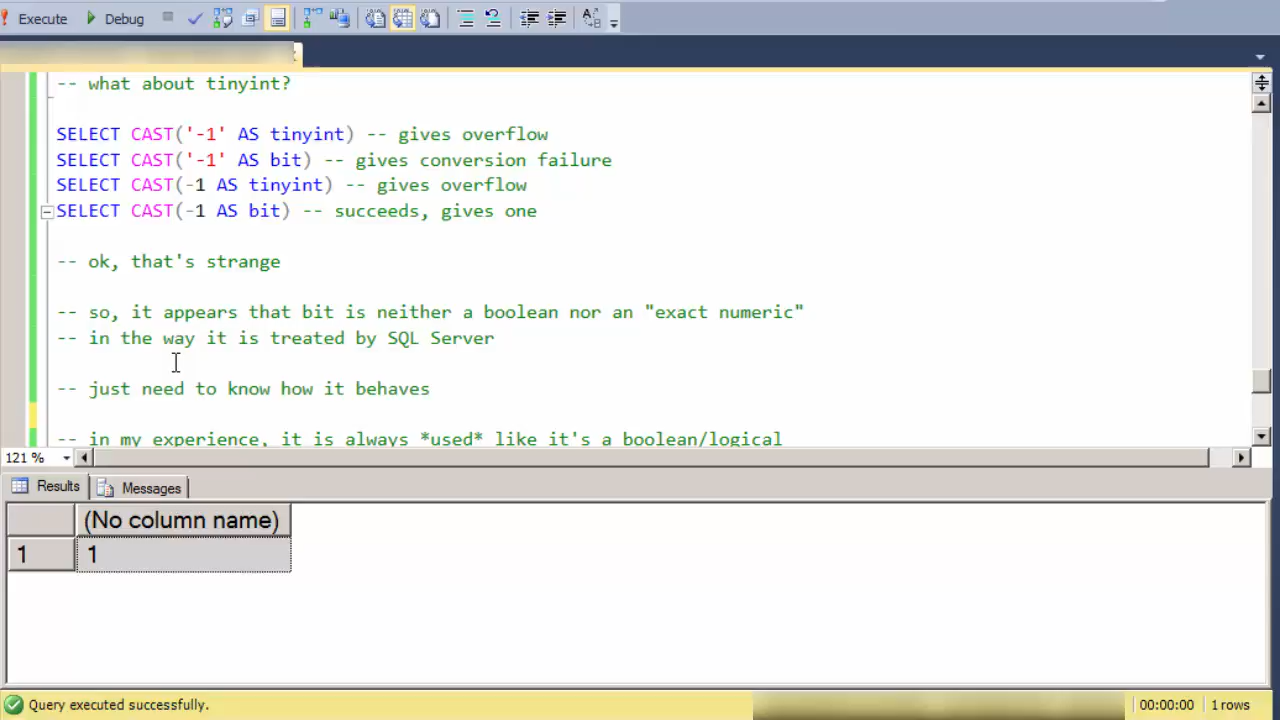 Execute Debug
-- what about tinyint?
SELECT CAST('-1' AS tinyint) -- gives overflow
SELECT CAST('-1' AS bit) -- gives conversion failure
SELECT CAST(-1 AS tinyint) -- gives overflow
SELECT CAST(-1 AS bit) -- succeeds, gives one
-- ok, that's strange
-- so, it appears that bit is neither a boolean nor an "exact numeric"
-- in the way it is treated by SQL Server
-- just need to know how it behaves
-- in my experience, it is always *used* like it's a boolean/logical
121 %
Results Messages
(No column name)
1 1
Query executed successfully. 00:00:00 1 rows